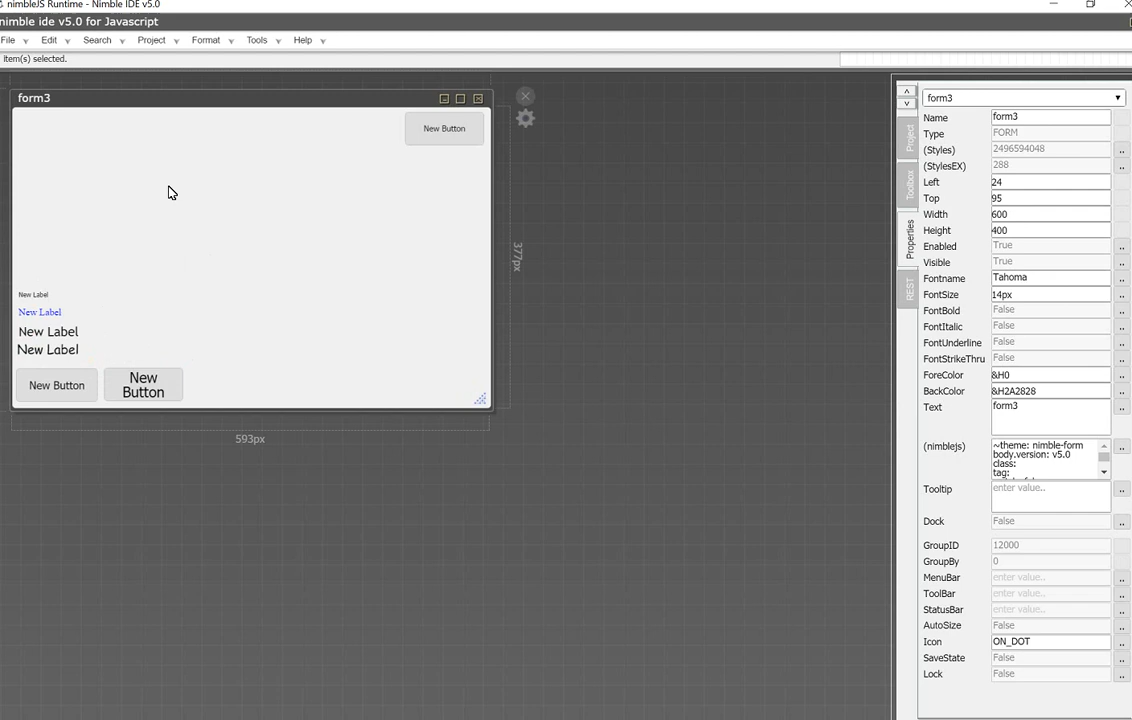 nimbleJS Runtime - Nimble IDE v5.0
nimble ide v5.0 for Javascript
File Edit Search Project Format Tools Help
item(s) selected.
form3
New Button
377px
New Label
New Label
New Label
New Label
New Button
New
Button
593px
Project
Toolbox
Properties
REST
form3
Name form3
Type FORM
(Styles) 2496594048 ..
(StylesEX) 288 ..
Left 24
Top 95
Width 600
Height 400
Enabled True ..
Visible True ..
Fontname Tahoma ..
FontSize 14px ..
FontBold False ..
FontItalic False ..
FontUnderline False ..
FontStrikeThru False ..
ForeColor &H0 ..
BackColor &H2A2828 ..
Text form3 ..
(nimblejs) ~theme: nimble-form ..
body.version: v5.0
class:
tag:
Tooltip enter value.. ..
Dock False ..
GroupID 12000
GroupBy 0
MenuBar enter value.. ..
ToolBar enter value.. ..
StatusBar enter value.. ..
AutoSize False ..
Icon ON_DOT ..
SaveState False ..
Lock False ..